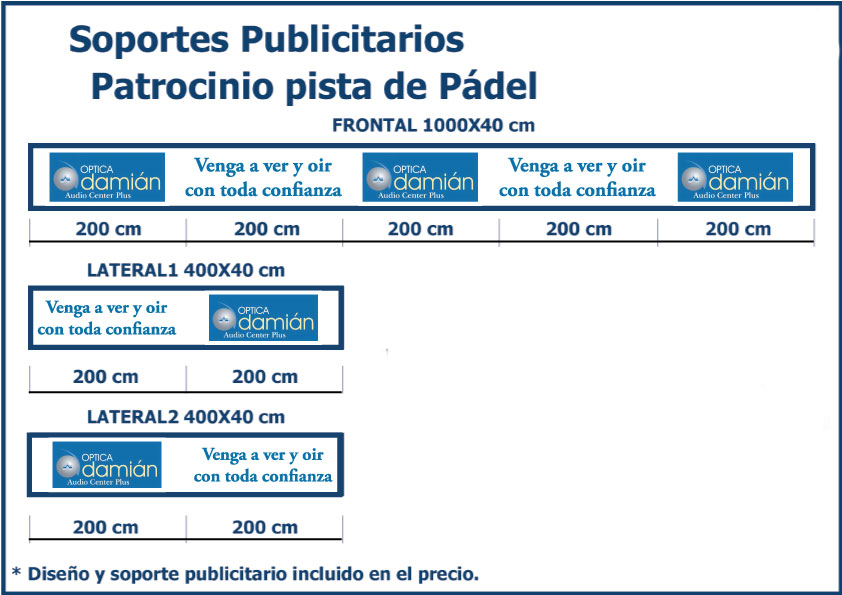 Soportes Publicitarios
Patrocinio pista de Pádel
FRONTAL 1000X40 cm
OPTICA
damián
Audio Center Plus
Venga a ver y oir
con toda confianza
OPTICA
damián
Audio Center Plus
Venga a ver y oir
con toda confianza
OPTICA
damián
Audio Center Plus
200 cm 200 cm 200 cm 200 cm 200 cm
LATERAL1 400X40 cm
Venga a ver y oir
con toda confianza
OPTICA
damián
Audio Center Plus
200 cm 200 cm
LATERAL2 400X40 cm
OPTICA
damián
Audio Center Plus
Venga a ver y oir
con toda confianza
200 cm 200 cm
* Diseño y soporte publicitario incluido en el precio.